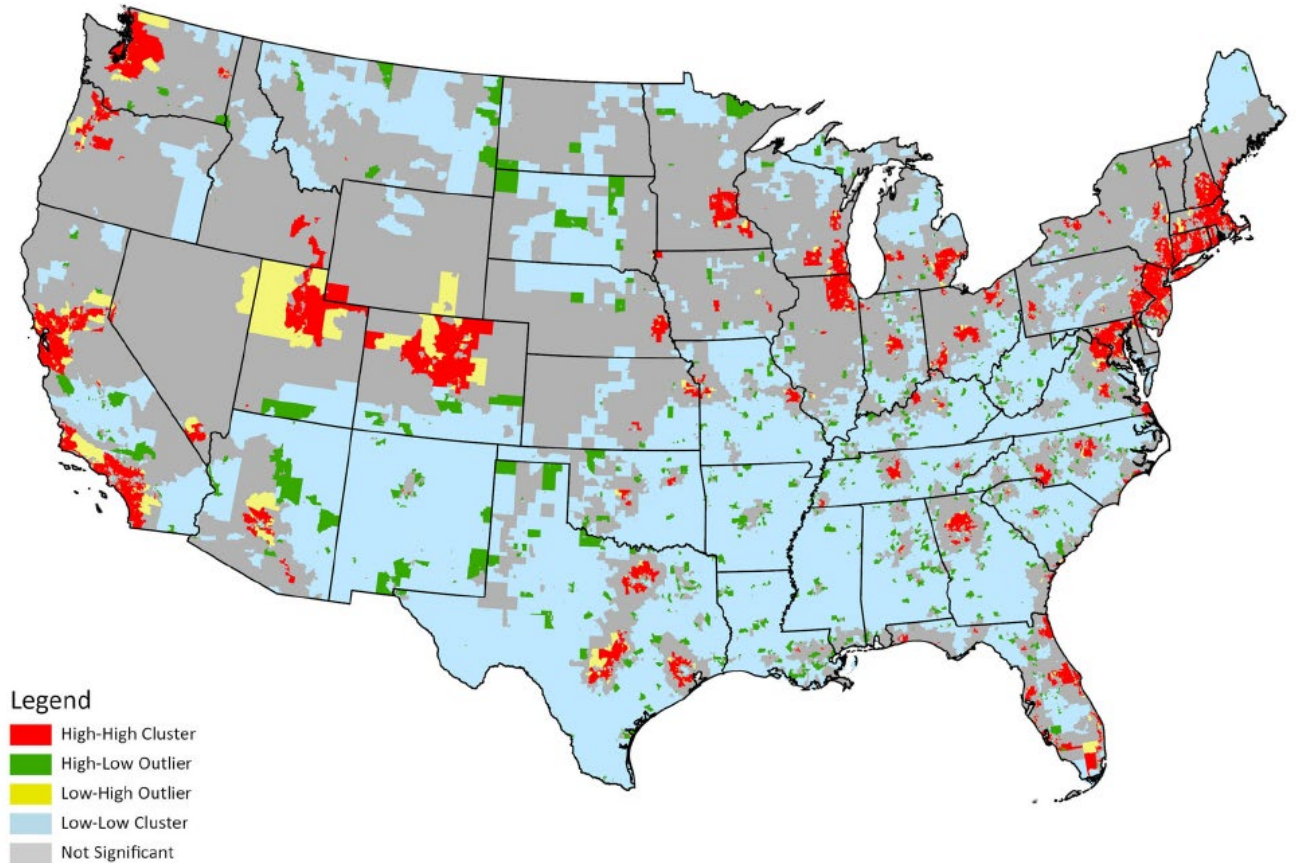 Legend
High-High Cluster
High-Low Outlier
Low-High Outlier
Low-Low Cluster
Not Significant